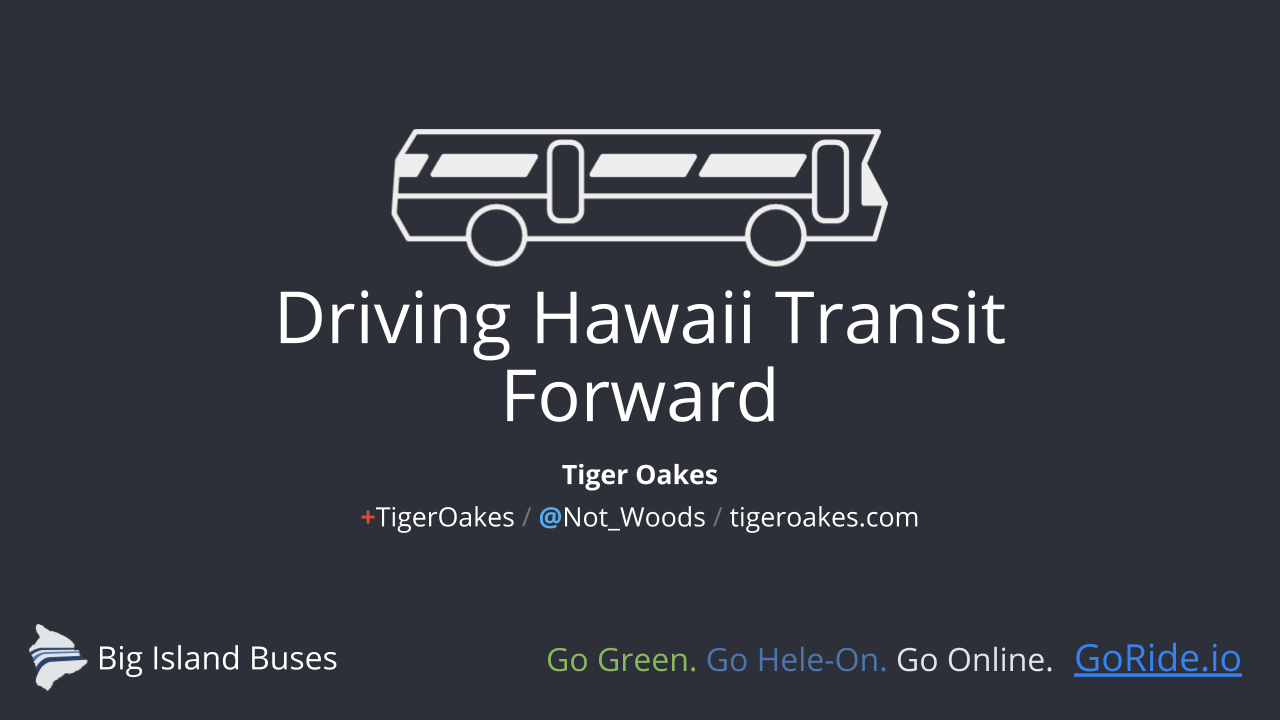 Driving Hawaii Transit
Forward
Tiger Oakes
+TigerOakes / @Not_Woods / tigeroakes.com
Big Island Buses
Go Green. Go Hele-On. Go Online. GoRide.io